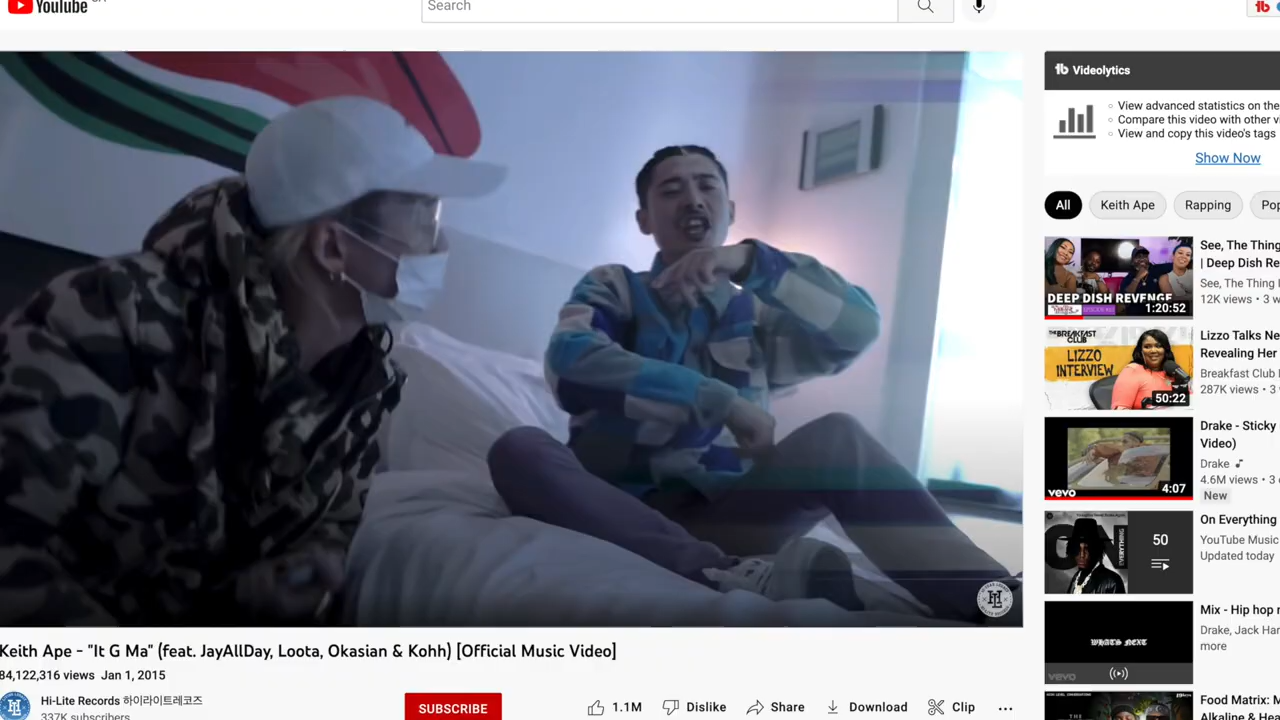 YouTube
Search
Videolytics
View advanced statistics on the
Compare this video with other
View and copy this video's tags
Show Now
All
Keith Ape
Rapping
See, The Thing
| Deep Dish Re
DEEP DISH REVENGE
1:20:52
See, The Thing
12K views • 3
THE BREAKFAST
CLUB
LIZZO
INTERVIEW
50:22
Lizzo Talks
Revealing Her
Breakfast Club
287K views • 3
vevo
4:07
Drake - Sticky
Video)
Drake
4.6M views • 3
New
EVERYTHING
50
On Everything
YouTube Music
Updated today
WHAT'S NEXT
vevo
Mix - Hip hop
Drake, Jack Har
more
THE
Food Matrix:
Alkaline &
HL
Keith Ape - "It G Ma" (feat. JayAllDay, Loota, Okasian & Kohh) [Official Music Video]
84,122,316 views Jan 1, 2015
Hi-Lite Records 하이라이트레코즈
337K subscribers
SUBSCRIBE
1.1M
Dislike
Share
Download
Clip